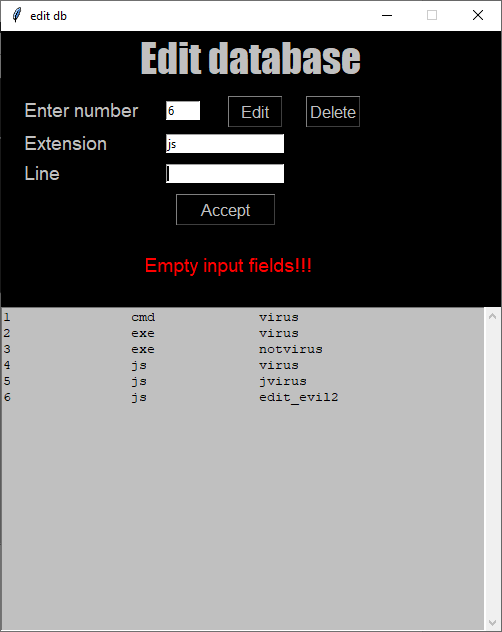 edit db
Edit database
Enter number 6 Edit Delete
Extension js
Line
Accept
Empty input fields!!!
1 cmd virus
2 exe virus
3 exe notvirus
4 js virus
5 js jvirus
6 js edit_evil2